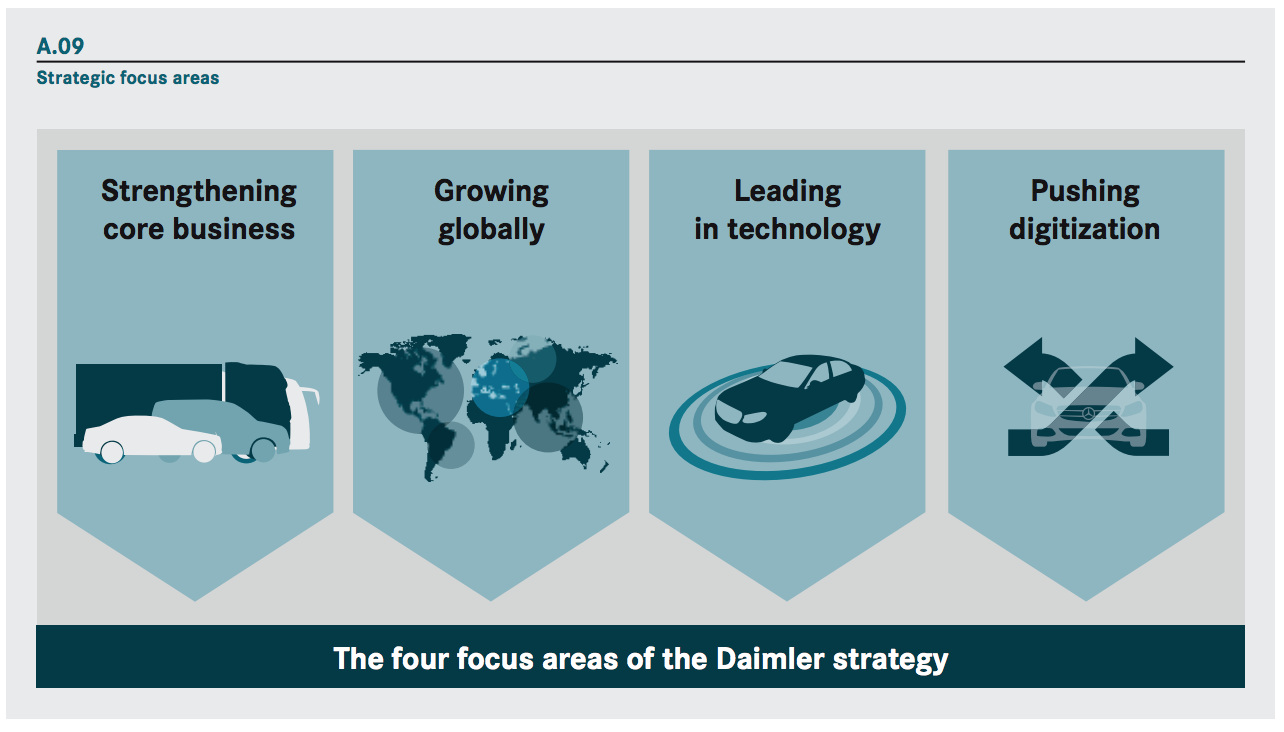 A.09
Strategic focus areas
Strengthening
core business
Growing
globally
Leading
in technology
Pushing
digitization
The four focus areas of the Daimler strategy